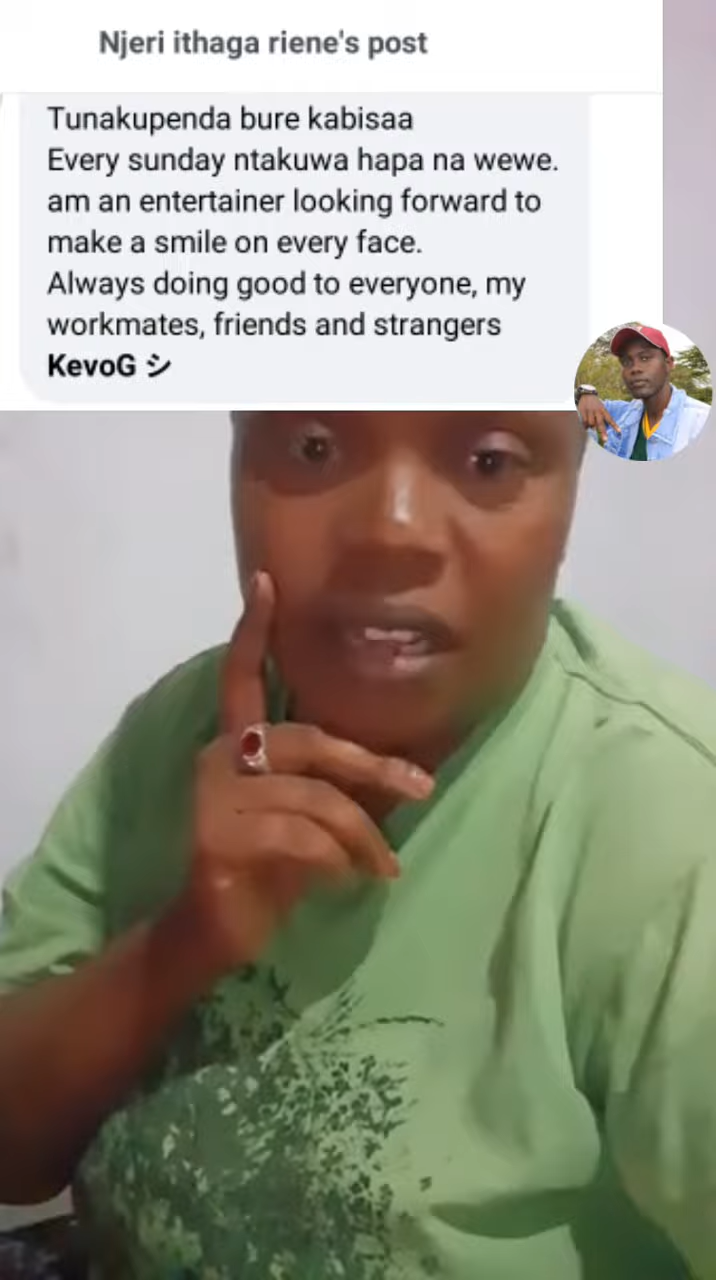 Njeri ithaga riene's post
Tunakupenda bure kabisaa
Every sunday ntakuwa hapa na wewe.
am an entertainer looking forward to
make a smile on every face.
Always doing good to everyone, my
workmates, friends and strangers
KevoG シ